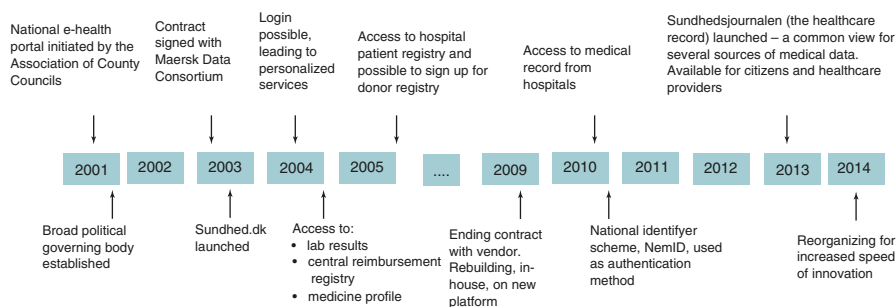 National e-health
portal initiated by the
Association of County
Councils
Contract
signed with
Maersk Data
Consortium
Login
possible,
leading to
personalized
services
Access to hospital
patient registry and
possible to sign up for
donor registry
Access to medical
record from
hospitals
Sundhedsjournalen (the healthcare
record) launched – a common view for
several sources of medical data.
Available for citizens and healthcare
providers
2001 2002 2003 2004 2005 .... 2009 2010 2011 2012 2013 2014
Broad political
governing body
established
Sundhed.dk
launched
Access to:
• lab results
• central reimbursement
registry
• medicine profile
Ending contract
with vendor.
Rebuilding, in-
house, on new
platform
National identifyer
scheme, NemID, used
as authentication
method
Reorganizing for
increased speed
of innovation